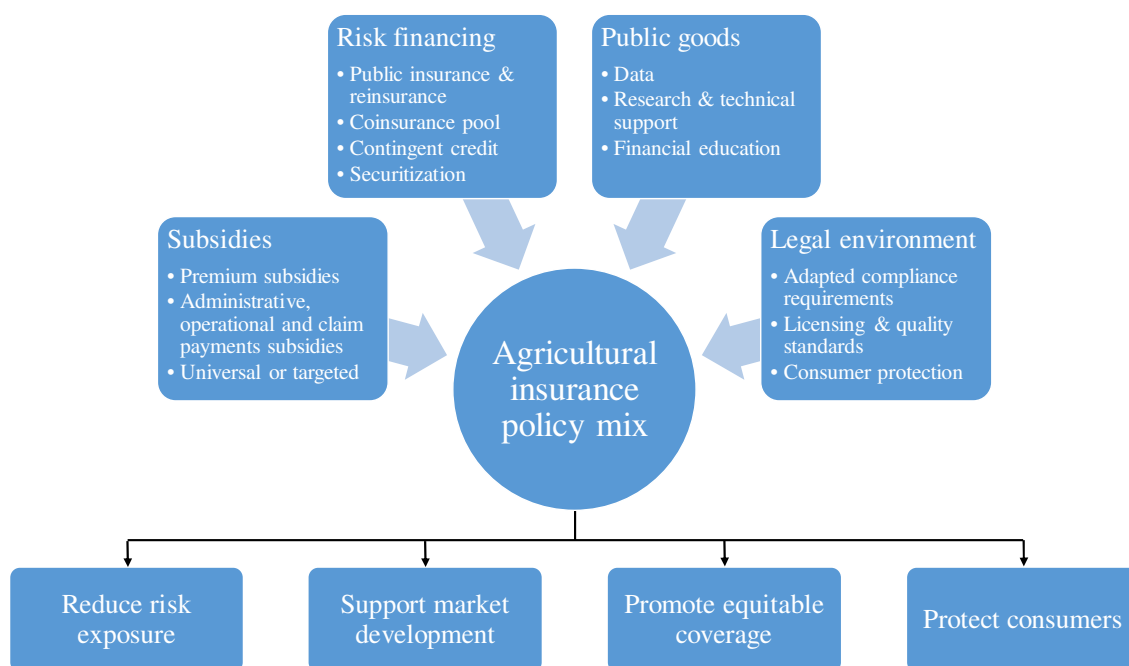 Risk financing
• Public insurance &
reinsurance
• Coinsurance pool
• Contingent credit
• Securitization
Public goods
• Data
• Research & technical
support
• Financial education
Subsidies
• Premium subsidies
• Administrative,
operational and claim
payments subsidies
• Universal or targeted
Legal environment
• Adapted compliance
requirements
• Licensing & quality
standards
• Consumer protection
Agricultural
insurance
policy mix
Reduce risk
exposure
Support market
development
Promote equitable
coverage
Protect consumers